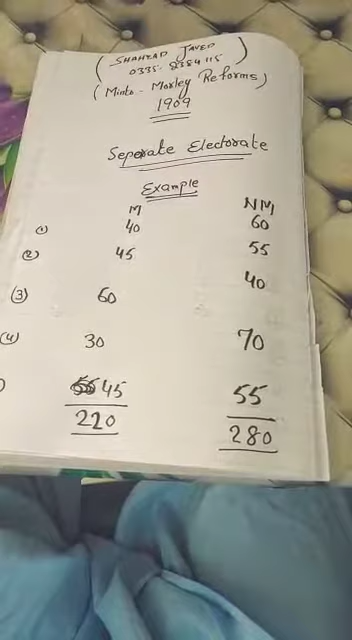 ( SHAHZAD JAVED )
0335-8384115
( Minto - Morley Reforms )
1909
Seperate Electorate
Example
M NM
(1) 40 60
(2) 45 55
(3) 60 40
(4) 30 70
) 45 55
220 280